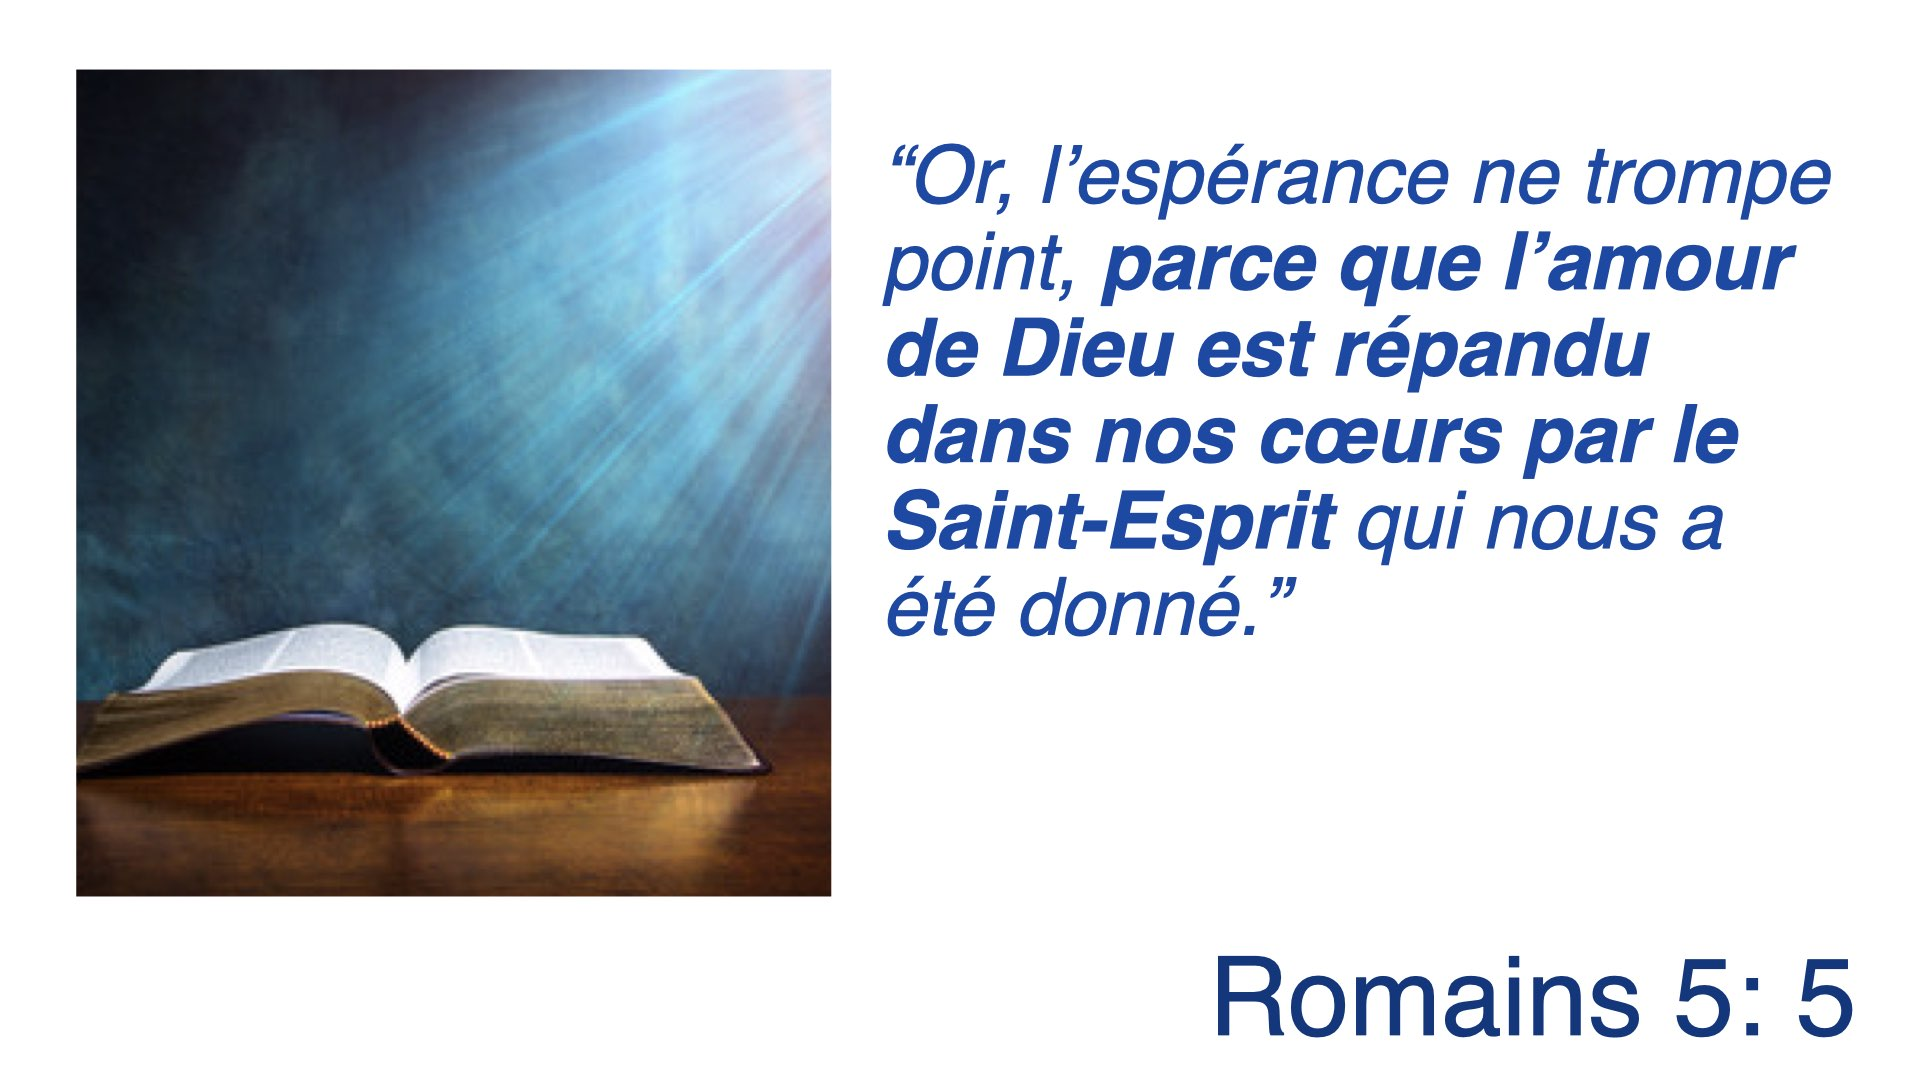 “Or, l’espérance ne trompe
point, parce que l’amour
de Dieu est répandu
dans nos cœurs par le
Saint-Esprit qui nous a
été donné.”
Romains 5: 5